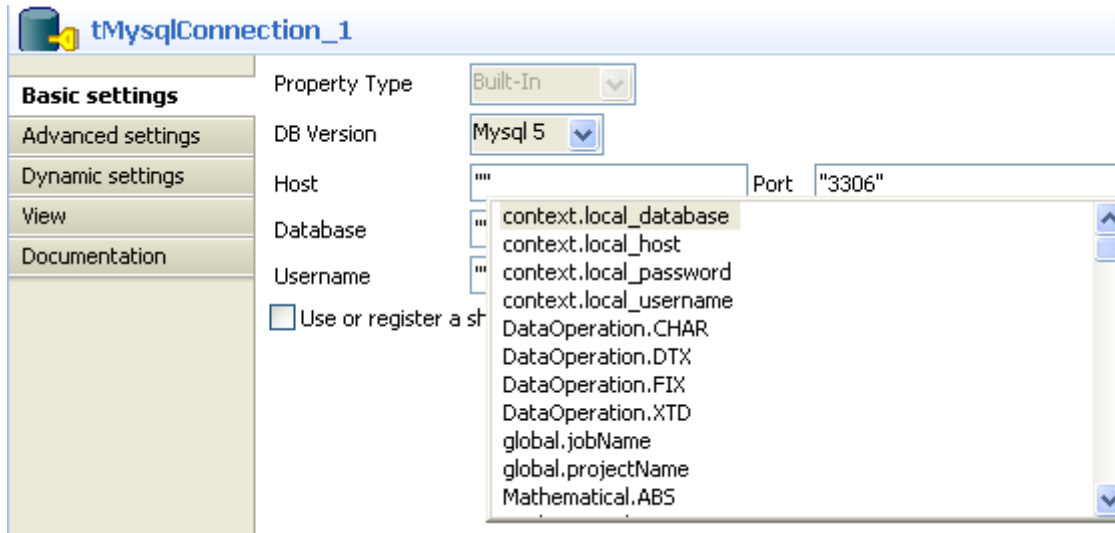 tMysqlConnection_1
Basic settings
Advanced settings
Dynamic settings
View
Documentation
Property Type Built-In
DB Version Mysql 5
Host "" Port "3306"
Database
Username
Use or register a sh
context.local_database
context.local_host
context.local_password
context.local_username
DataOperation.CHAR
DataOperation.DTX
DataOperation.FIX
DataOperation.XTD
global.jobName
global.projectName
Mathematical.ABS